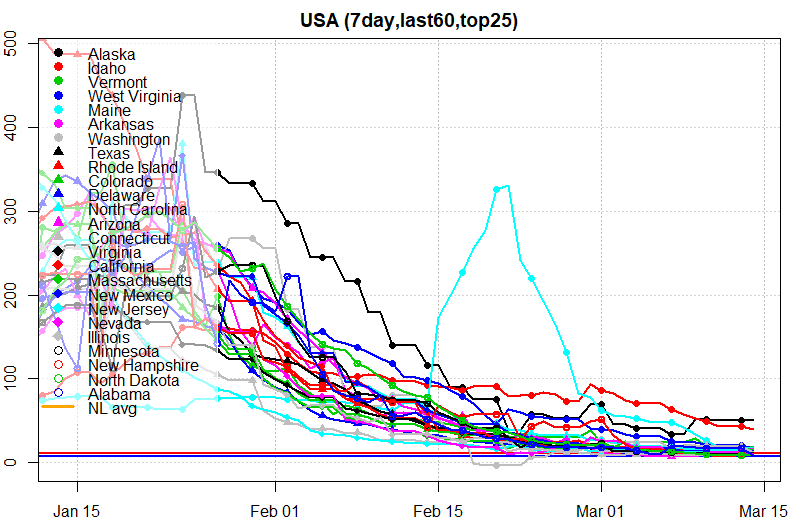 USA (7day,last60,top25)
500
400
300
200
100
0
Alaska
Idaho
Vermont
West Virginia
Maine
Arkansas
Washington
Texas
Rhode Island
Colorado
Delaware
North Carolina
Arizona
Connecticut
Virginia
California
Massachusetts
New Mexico
New Jersey
Nevada
Illinois
Minnesota
New Hampshire
North Dakota
Alabama
NL avg
Jan 15
Feb 01
Feb 15
Mar 01
Mar 15